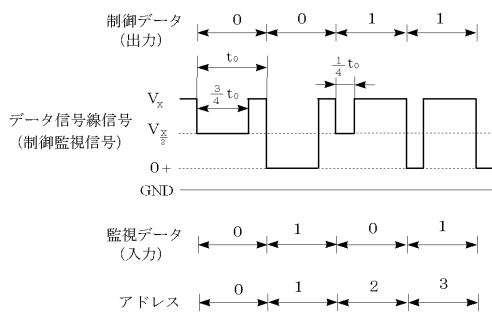 制御データ
(出力)
0 0 1 1
t₀
1/4 t₀
3/4 t₀
Vx
データ信号線信号
(制御監視信号)
Vx/2
0+
GND
監視データ
(入力)
0 1 0 1
アドレス
0 1 2 3